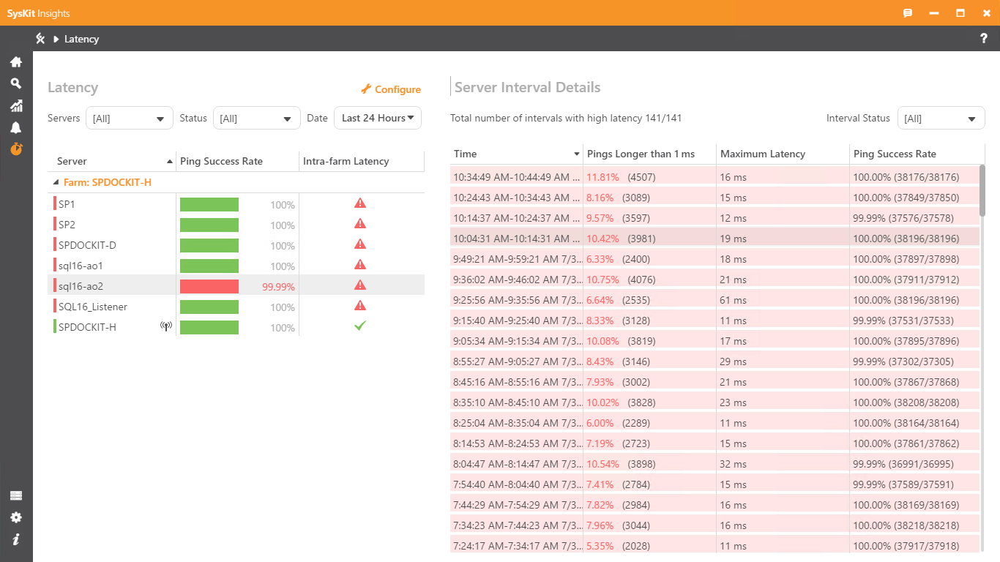 SysKit Insights
Latency
?
Latency
Configure
Servers [All] Status [All] Date Last 24 Hours
Server Ping Success Rate Intra-farm Latency
Farm: SPDOCKIT-H
SP1 100%
SP2 100%
SPDOCKIT-D 100%
sql16-ao1 100%
sql16-ao2 99.99%
SQL16_Listener 100%
SPDOCKIT-H 100%
Server Interval Details
Total number of intervals with high latency 141/141 Interval Status [All]
Time Pings Longer than 1 ms Maximum Latency Ping Success Rate
10:34:49 AM-10:44:49 AM ... 11.81% (4507) 16 ms 100.00% (38176/38176)
10:24:43 AM-10:34:43 AM ... 8.16% (3089) 15 ms 100.00% (37849/37850)
10:14:37 AM-10:24:37 AM ... 9.57% (3597) 12 ms 99.99% (37576/37578)
10:04:31 AM-10:14:31 AM ... 10.42% (3981) 19 ms 100.00% (38196/38196)
9:49:21 AM-9:59:21 AM 7/3... 6.33% (2400) 18 ms 100.00% (37897/37898)
9:36:02 AM-9:46:02 AM 7/3... 10.75% (4076) 21 ms 100.00% (37911/37912)
9:25:56 AM-9:35:56 AM 7/3... 6.64% (2535) 61 ms 100.00% (38196/38196)
9:15:40 AM-9:25:40 AM 7/3... 8.33% (3128) 11 ms 99.99% (37531/37533)
9:05:34 AM-9:15:34 AM 7/3... 10.08% (3819) 17 ms 100.00% (37895/37896)
8:55:27 AM-9:05:27 AM 7/3... 8.43% (3146) 29 ms 99.99% (37302/37305)
8:45:16 AM-8:55:16 AM 7/3... 7.93% (3002) 21 ms 100.00% (37867/37868)
8:35:10 AM-8:45:10 AM 7/3... 10.02% (3828) 23 ms 100.00% (38208/38208)
8:25:04 AM-8:35:04 AM 7/3... 6.00% (2289) 11 ms 100.00% (38164/38164)
8:14:53 AM-8:24:53 AM 7/3... 7.19% (2723) 15 ms 100.00% (37861/37862)
8:04:47 AM-8:14:47 AM 7/3... 10.54% (3898) 32 ms 99.99% (36991/36995)
7:54:40 AM-8:04:40 AM 7/3... 7.41% (2784) 15 ms 99.99% (37589/37591)
7:44:29 AM-7:54:29 AM 7/3... 7.82% (2984) 16 ms 100.00% (38169/38169)
7:34:23 AM-7:44:23 AM 7/3... 7.96% (3044) 16 ms 100.00% (38218/38218)
7:24:17 AM-7:34:17 AM 7/3... 5.35% (2028) 11 ms 100.00% (37917/37918)